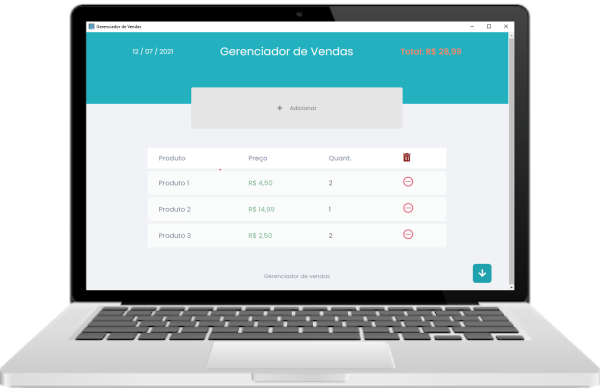 Gerenciador de Vendas
12 / 07 / 2021 Gerenciador de Vendas Total: R$ 26,99
+ Adicionar
Produto Preço Quant.
Produto 1 R$ 4,50 2
Produto 2 R$ 14,99 1
Produto 3 R$ 2,50 2
Gerenciador de vendas